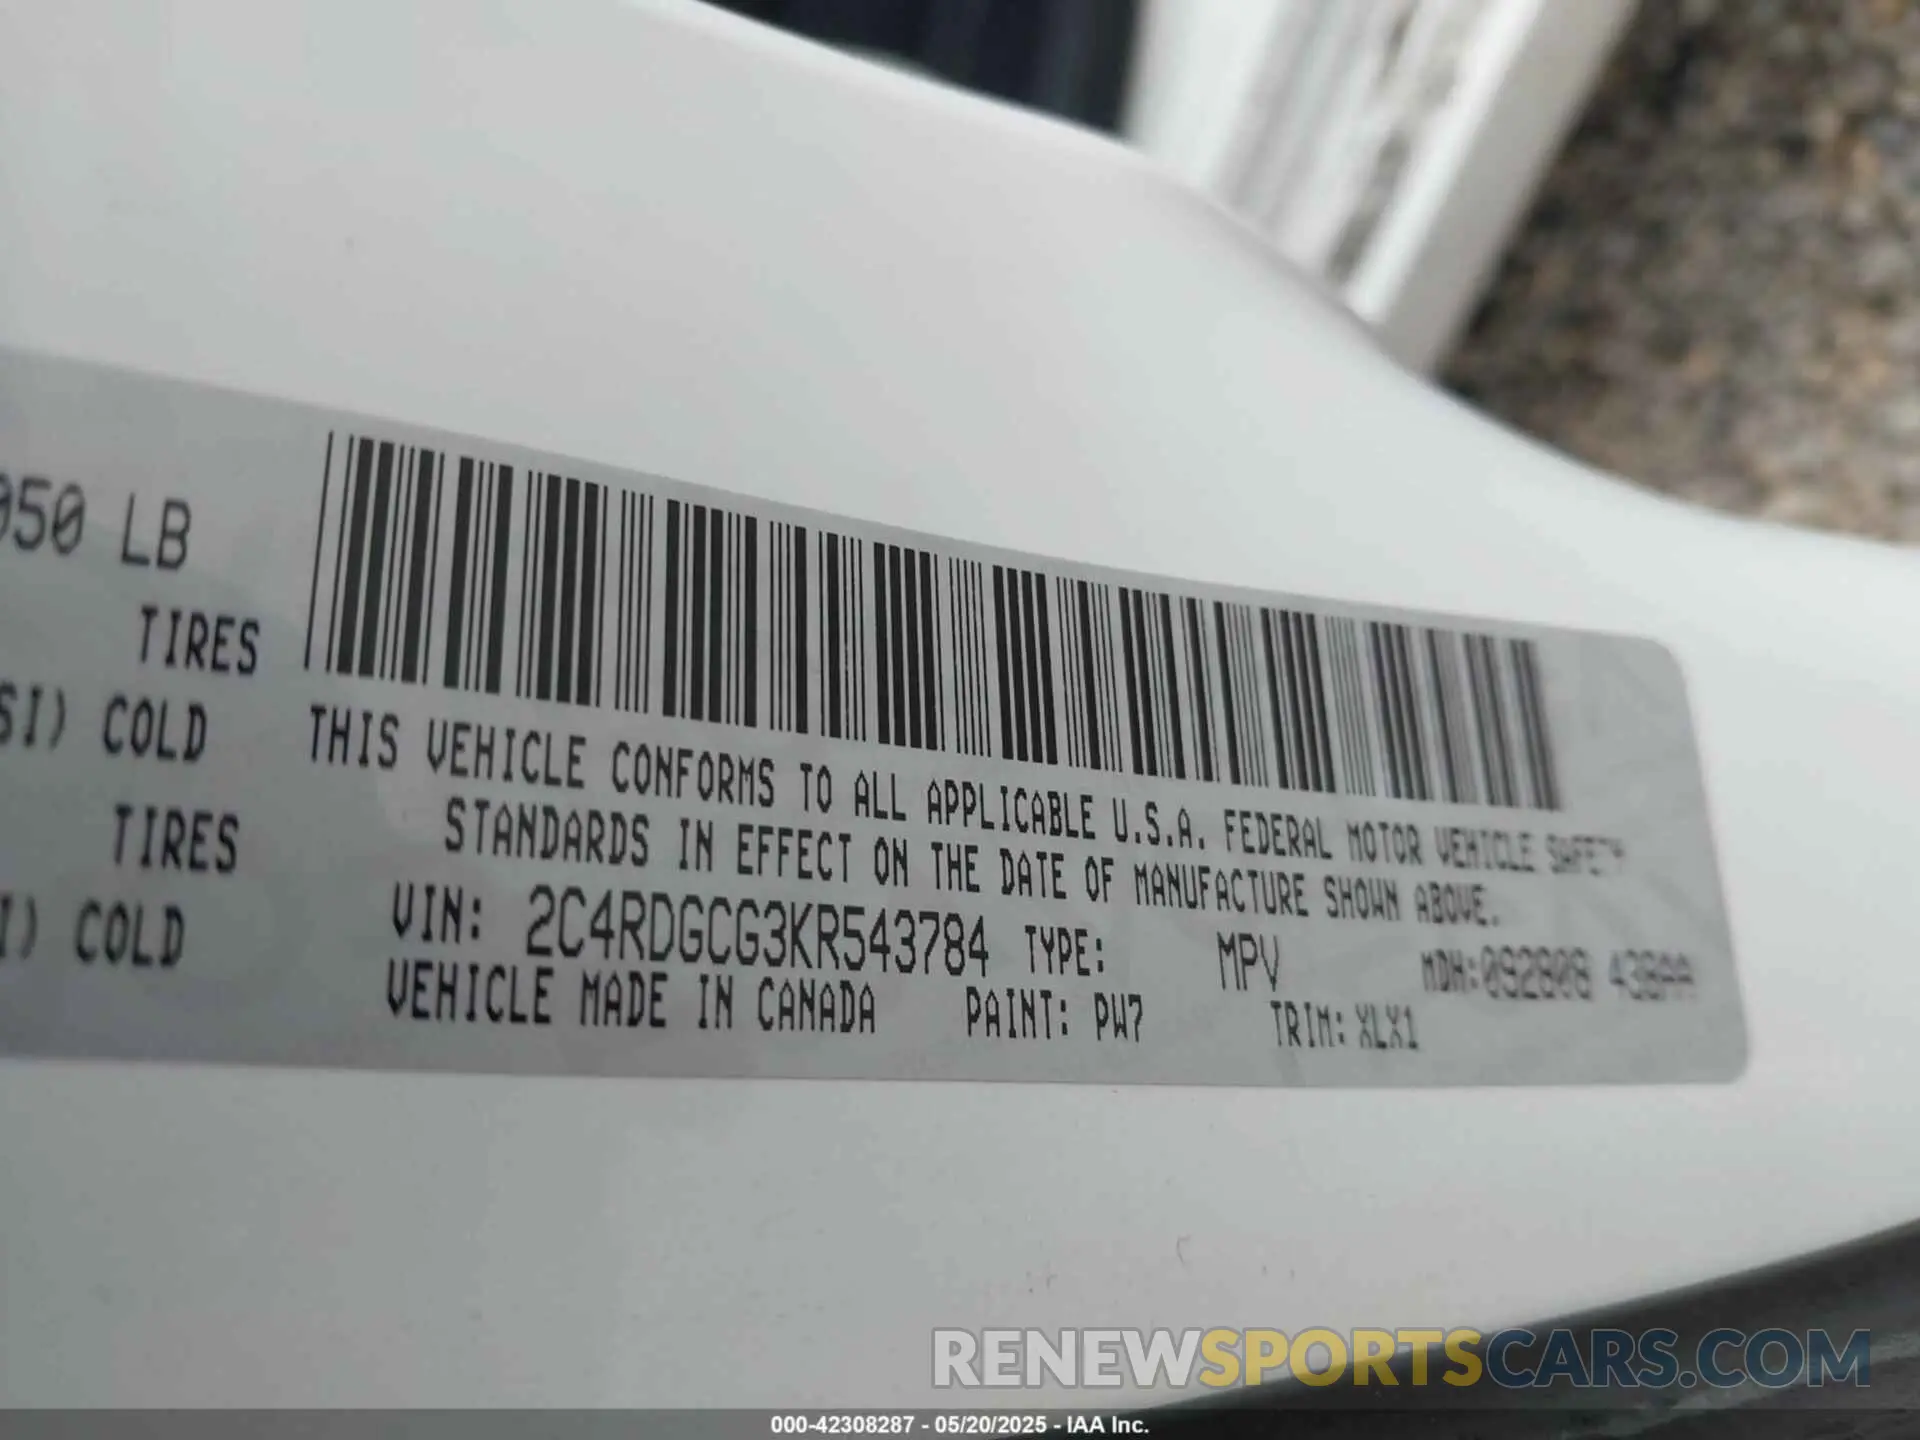 050 LB
TIRES
SI) COLD
TIRES
I) COLD
THIS VEHICLE CONFORMS TO ALL APPLICABLE U.S.A. FEDERAL MOTOR VEHICLE SAFETY
STANDARDS IN EFFECT ON THE DATE OF MANUFACTURE SHOWN ABOVE.
VIN: 2C4RDGCG3KR543784 TYPE: MPV MDH:092808 438AA
VEHICLE MADE IN CANADA PAINT: PW7 TRIM: XLX1
RENEWSPORTSCARS.COM
000-42308287 - 05/20/2025 - IAA Inc.